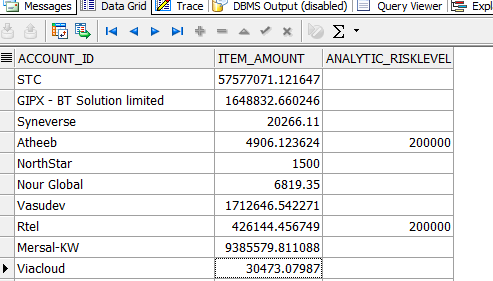 Messages Data Grid Trace DBMS Output (disabled) Query Viewer
ACCOUNT_ID ITEM_AMOUNT ANALYTIC_RISKLEVEL
STC 57577071.121647
GIPX - BT Solution limited 1648832.660246
Syneverse 20266.11
Atheeb 4906.123624 200000
NorthStar 1500
Nour Global 6819.35
Vasudev 1712646.542271
Rtel 426144.456749 200000
Mersal-KW 9385579.811088
Viacloud 30473.07987